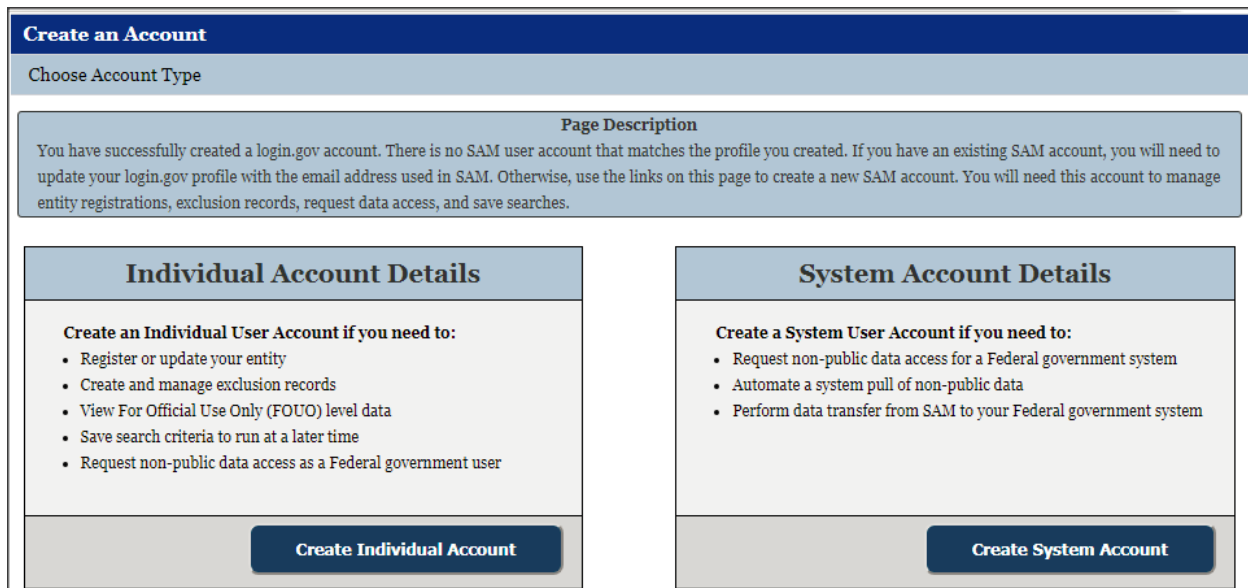 Create an Account
Choose Account Type
Page Description
You have successfully created a login.gov account. There is no SAM user account that matches the profile you created. If you have an existing SAM account, you will need to
update your login.gov profile with the email address used in SAM. Otherwise, use the links on this page to create a new SAM account. You will need this account to manage
entity registrations, exclusion records, request data access, and save searches.
Individual Account Details
Create an Individual User Account if you need to:
• Register or update your entity
• Create and manage exclusion records
• View For Official Use Only (FOUO) level data
• Save search criteria to run at a later time
• Request non-public data access as a Federal government user
Create Individual Account
System Account Details
Create a System User Account if you need to:
• Request non-public data access for a Federal government system
• Automate a system pull of non-public data
• Perform data transfer from SAM to your Federal government system
Create System Account